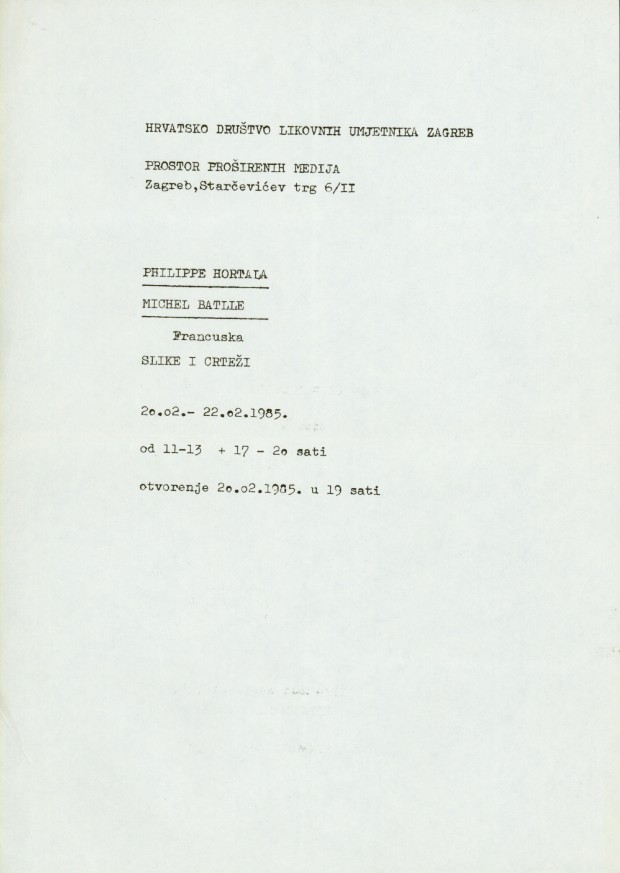 HRVATSKO DRUŠTVO LIKOVNIH UMJETNIKA ZAGREB
PROSTOR PROŠIRENIH MEDIJA
Zagreb,Starčevićev trg 6/II
PHILIPPE HORTALA
MICHEL BATLLE
Francuska
SLIKE I CRTEŽI
2o.o2.- 22.o2.1985.
od 11-13 + 17 - 2o sati
otvorenje 2o.o2.1985. u 19 sati